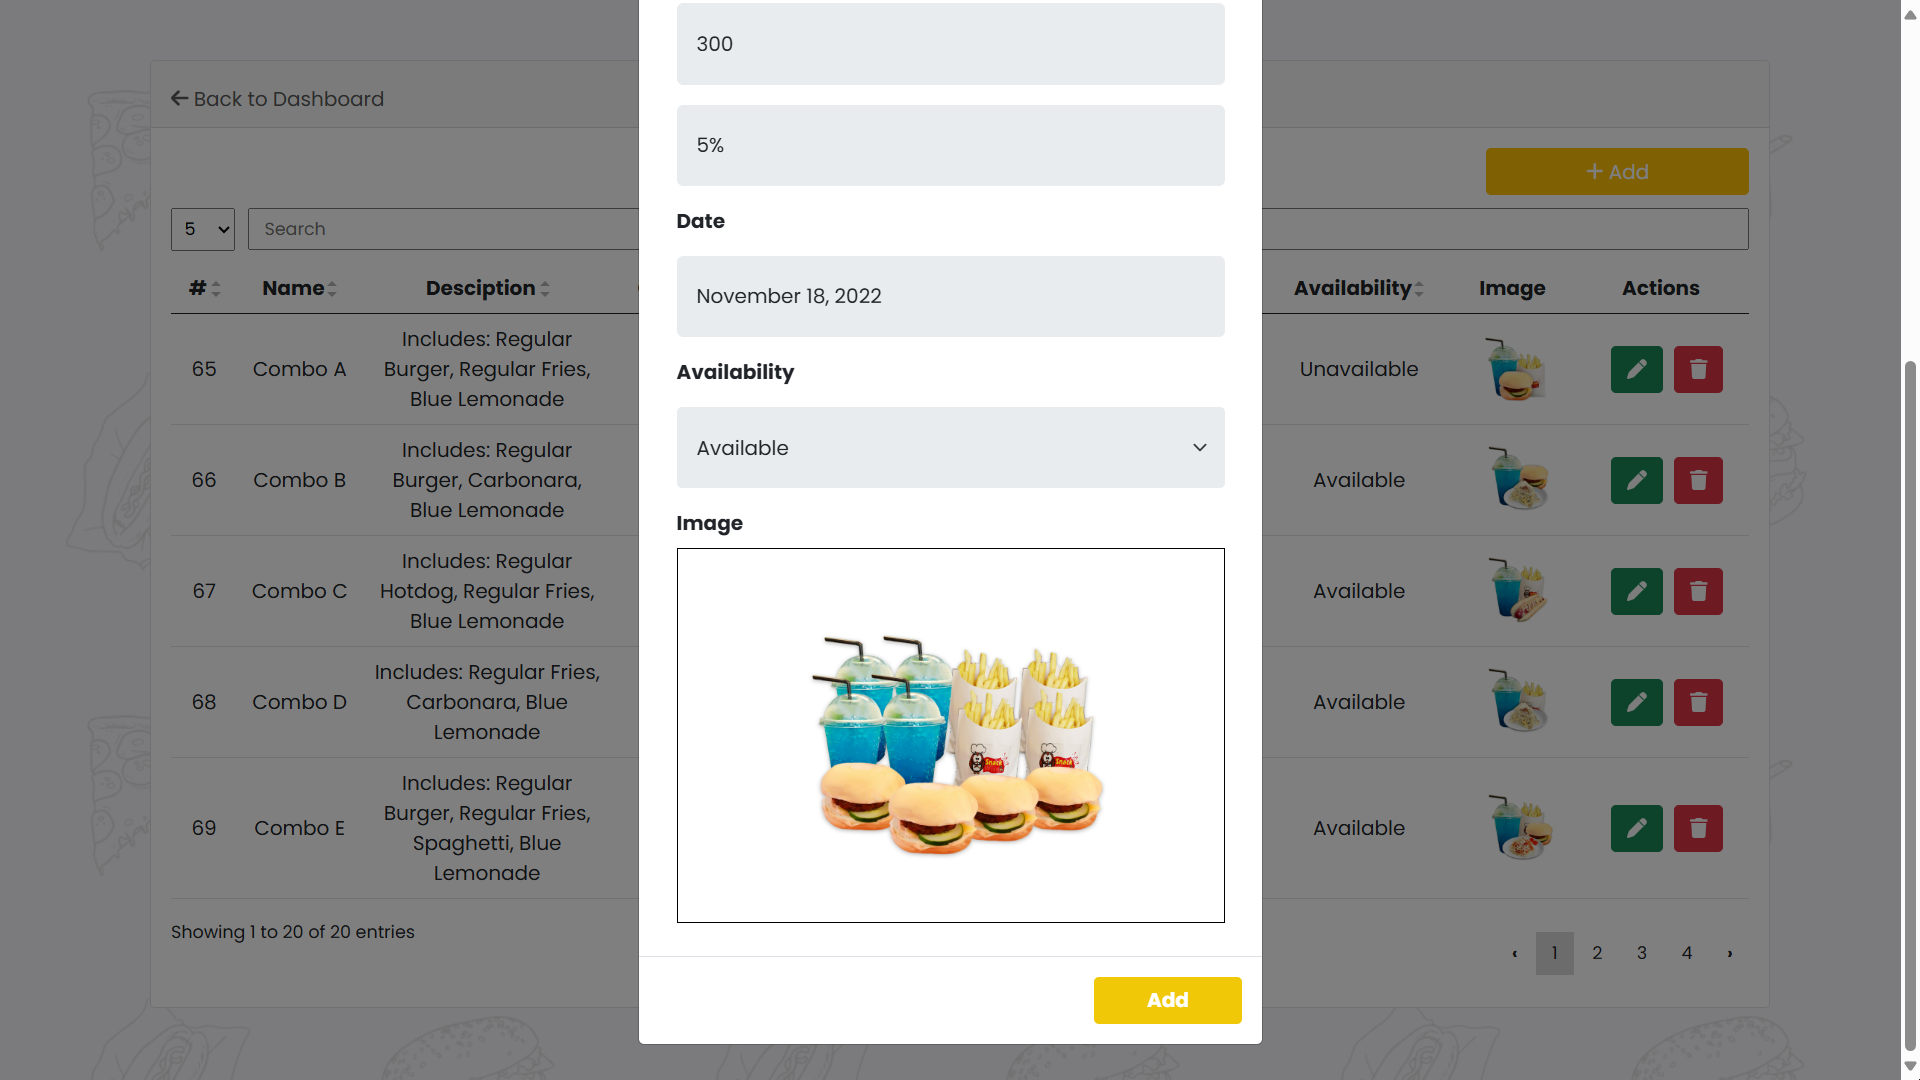 300
5%
Date
November 18, 2022
Availability
Available
Image
Snack
Snack
Add
Back to Dashboard
+ Add
5
Search
# Name Desciption Availability Image Actions
65 Combo A Includes: Regular Burger, Regular Fries, Blue Lemonade Unavailable
66 Combo B Includes: Regular Burger, Carbonara, Blue Lemonade Available
67 Combo C Includes: Regular Hotdog, Regular Fries, Blue Lemonade Available
68 Combo D Includes: Regular Fries, Carbonara, Blue Lemonade Available
69 Combo E Includes: Regular Burger, Regular Fries, Spaghetti, Blue Lemonade Available
Showing 1 to 20 of 20 entries
‹ 1 2 3 4 ›